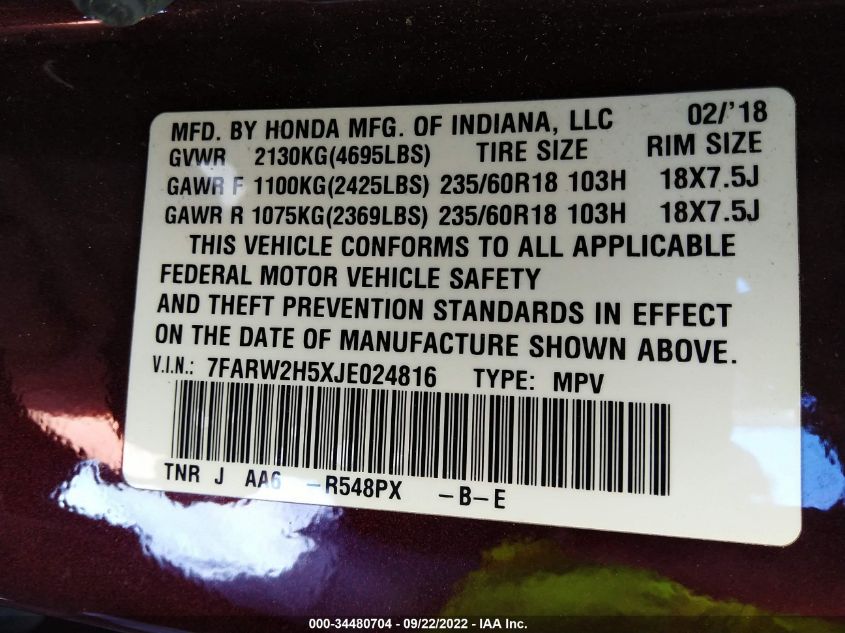 MFD. BY HONDA MFG. OF INDIANA, LLC 02/'18
GVWR 2130KG(4695LBS) TIRE SIZE RIM SIZE
GAWR F 1100KG(2425LBS) 235/60R18 103H 18X7.5J
GAWR R 1075KG(2369LBS) 235/60R18 103H 18X7.5J
THIS VEHICLE CONFORMS TO ALL APPLICABLE
FEDERAL MOTOR VEHICLE SAFETY
AND THEFT PREVENTION STANDARDS IN EFFECT
ON THE DATE OF MANUFACTURE SHOWN ABOVE.
V.I.N.: 7FARW2H5XJE024816 TYPE: MPV
TNR J AA6 -R548PX -B-E
000-34480704 - 09/22/2022 - IAA Inc.